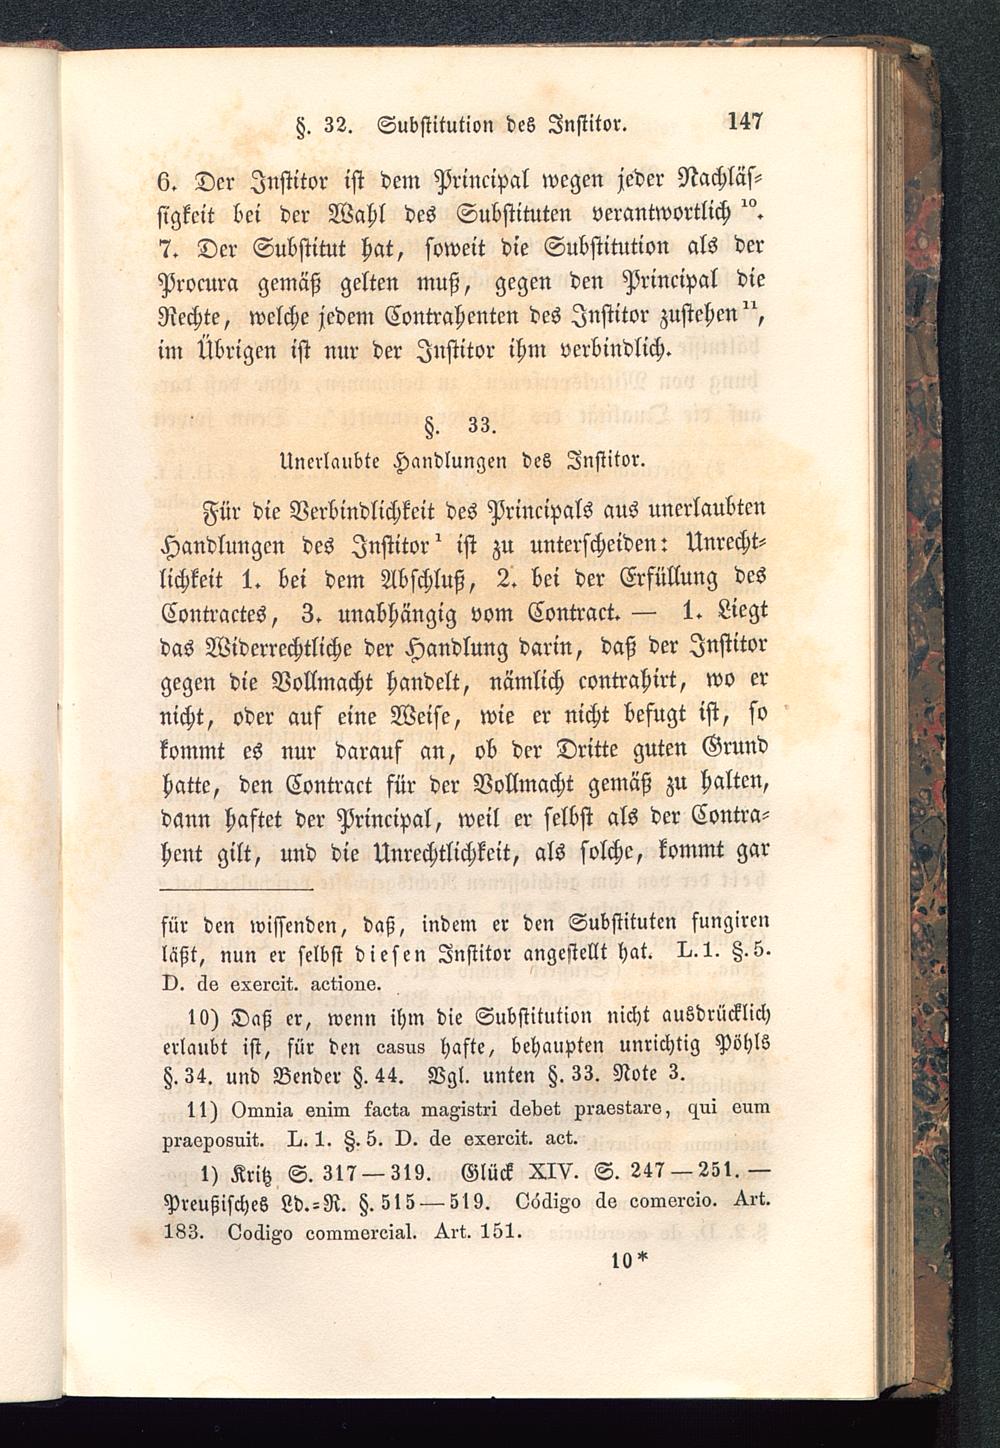 §. 32. Substitution des Institor. 147
6. Der Institor ist dem Principal wegen jeder Nachläs-
sigkeit bei der Wahl des Substituten verantwortlich ¹⁰.
7. Der Substitut hat, soweit die Substitution als der
Procura gemäß gelten muß, gegen den Principal die
Rechte, welche jedem Contrahenten des Institor zustehen ¹¹,
im Übrigen ist nur der Institor ihm verbindlich.
§. 33.
Unerlaubte Handlungen des Institor.
Für die Verbindlichkeit des Principals aus unerlaubten
Handlungen des Institor ¹ ist zu unterscheiden: Unrecht-
lichkeit 1. bei dem Abschluß, 2. bei der Erfüllung des
Contractes, 3. unabhängig vom Contract. — 1. Liegt
das Widerrechtliche der Handlung darin, daß der Institor
gegen die Vollmacht handelt, nämlich contrahirt, wo er
nicht, oder auf eine Weise, wie er nicht befugt ist, so
kommt es nur darauf an, ob der Dritte guten Grund
hatte, den Contract für der Vollmacht gemäß zu halten,
dann haftet der Principal, weil er selbst als der Contra-
hent gilt, und die Unrechtlichkeit, als solche, kommt gar
für den wissenden, daß, indem er den Substituten fungiren
läßt, nun er selbst diesen Institor angestellt hat. L. 1. §. 5.
D. de exercit. actione.
10) Daß er, wenn ihm die Substitution nicht ausdrücklich
erlaubt ist, für den casus hafte, behaupten unrichtig Pöhls
§. 34. und Bender §. 44. Vgl. unten §. 33. Note 3.
11) Omnia enim facta magistri debet praestare, qui eum
praeposuit. L. 1. §. 5. D. de exercit. act.
1) Kritz S. 317 — 319. Glück XIV. S. 247 — 251. —
Preußisches Ld.-R. §. 515 — 519. Código de comercio. Art.
183. Codigo commercial. Art. 151.
10*